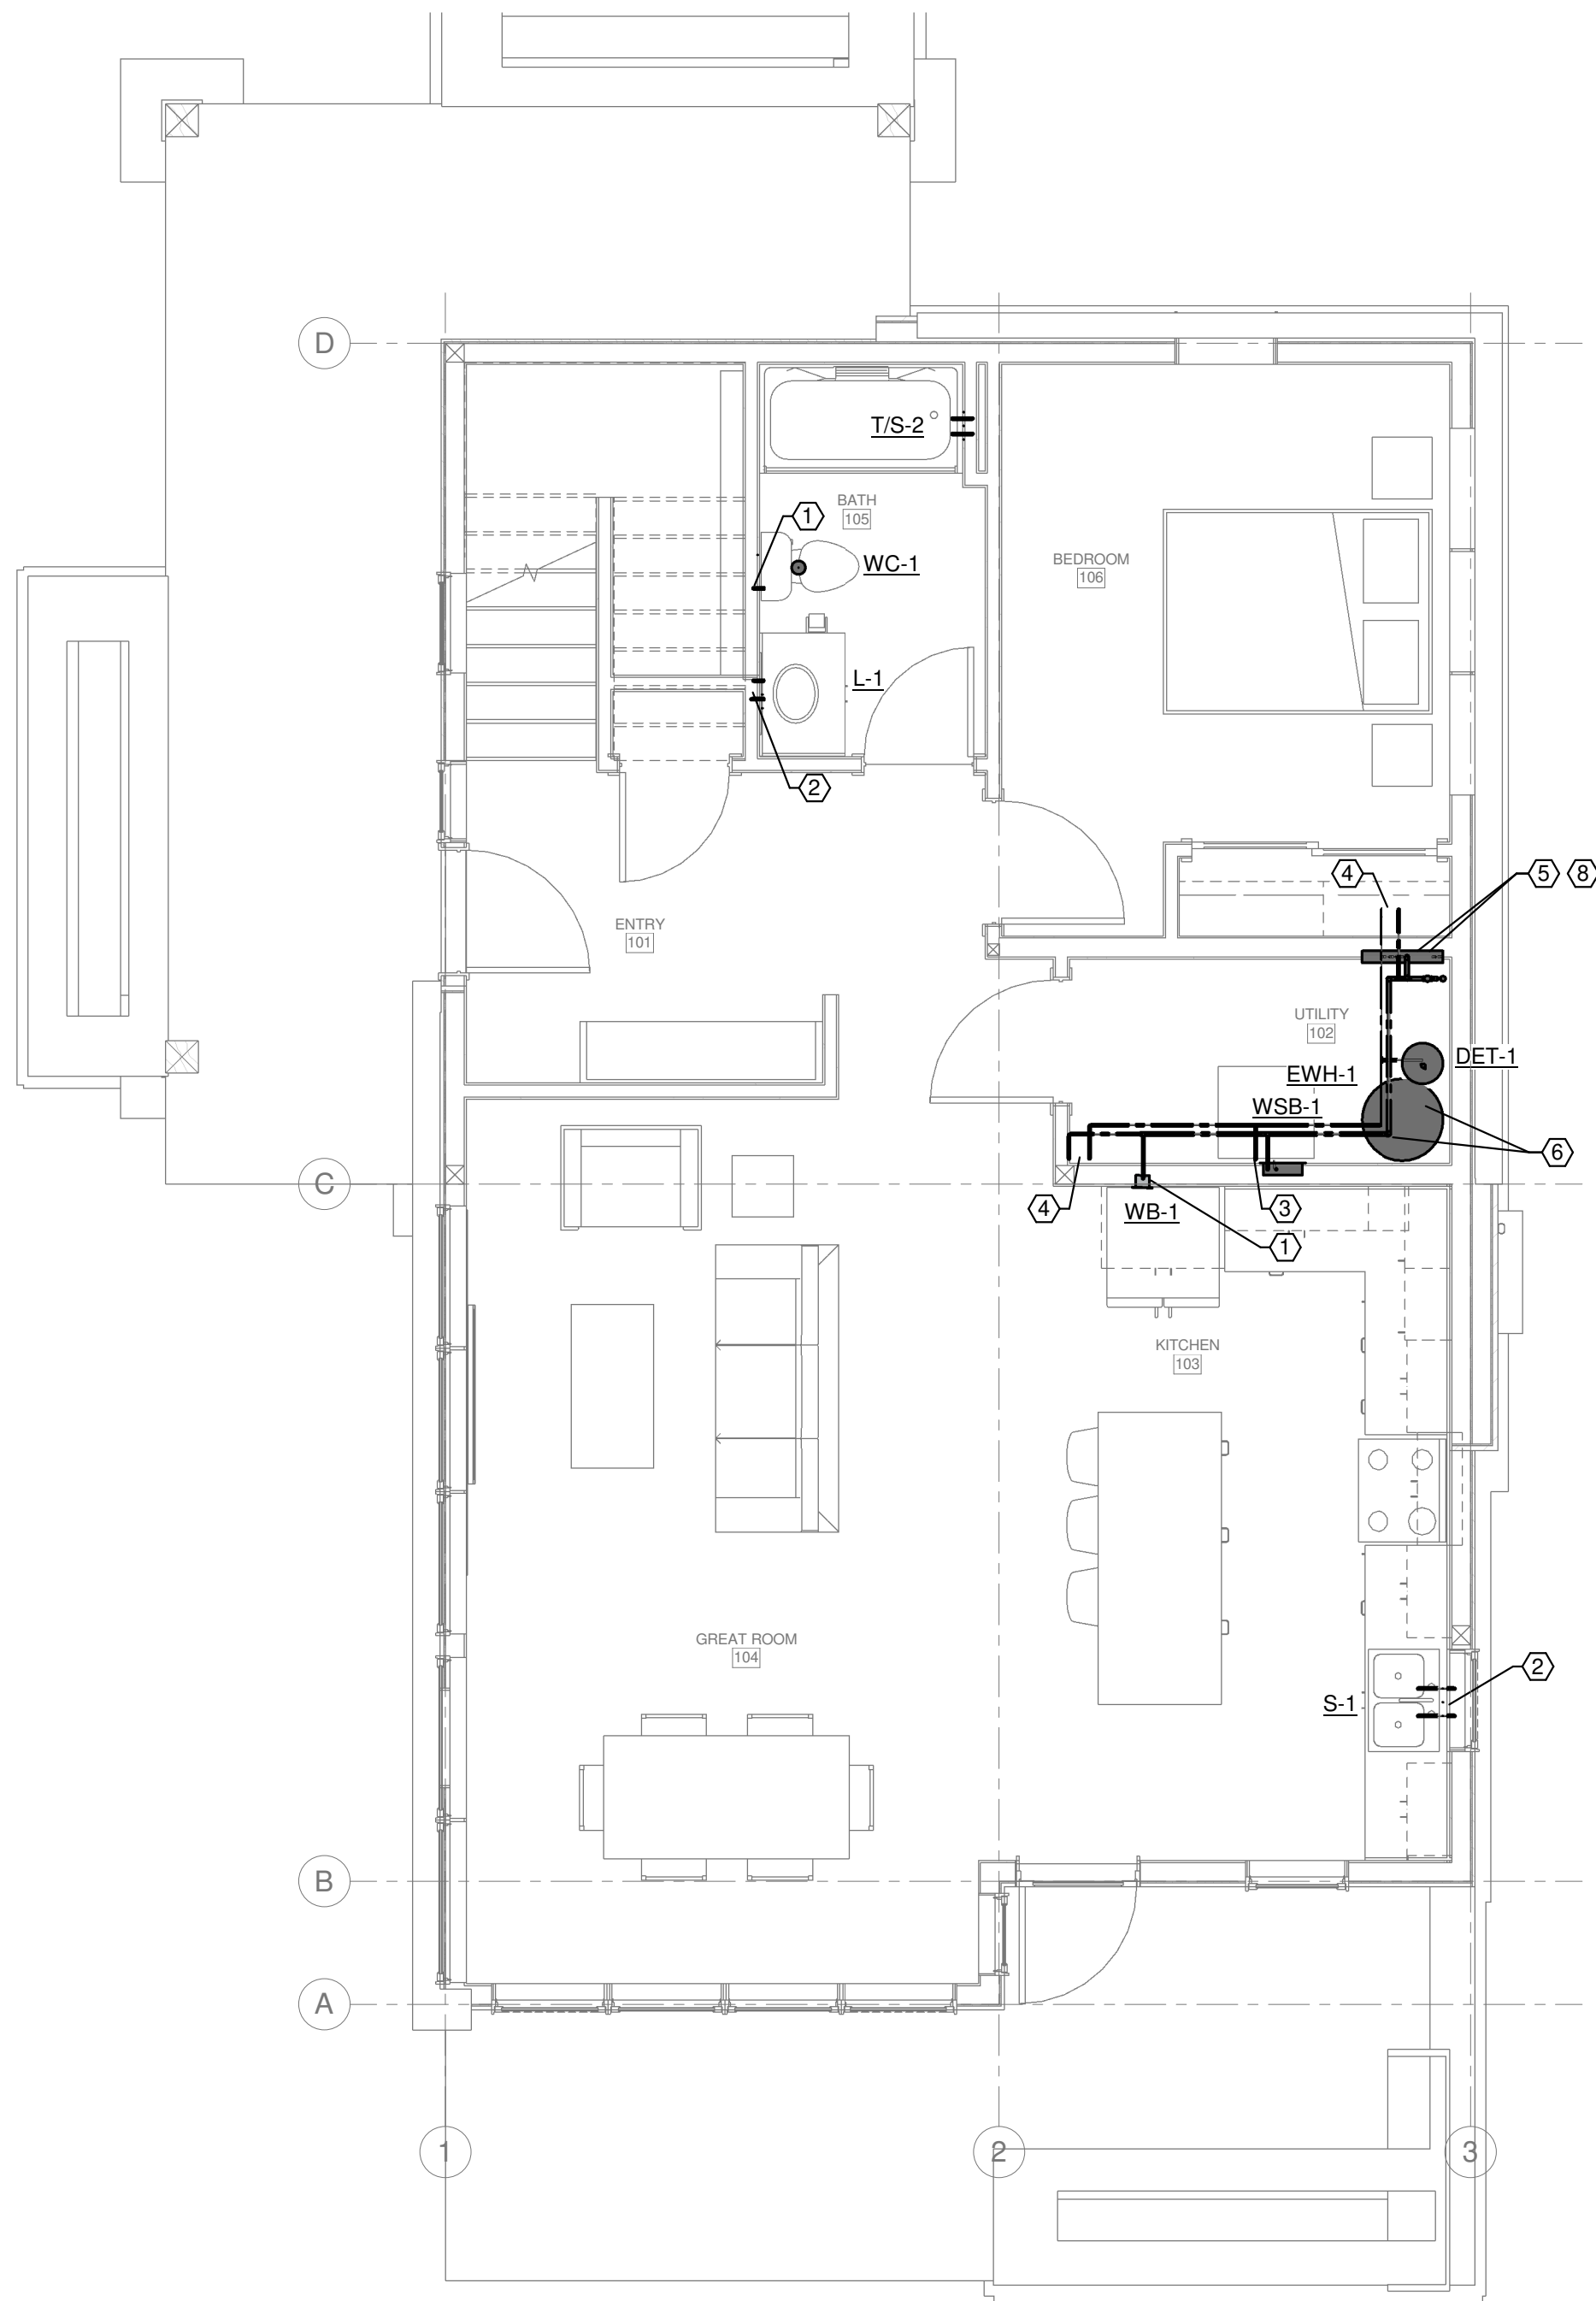 D
T/S-2
BATH
1
105
BEDROOM
WC-1
106
L-1
2
4
5
8
ENTRY
101
UTILITY
102
DET-1
EWH-1
WSB-1
6
C
4
WB-1
3
1
KITCHEN
103
GREAT ROOM
104
2
S-1
B
A
1
2
3